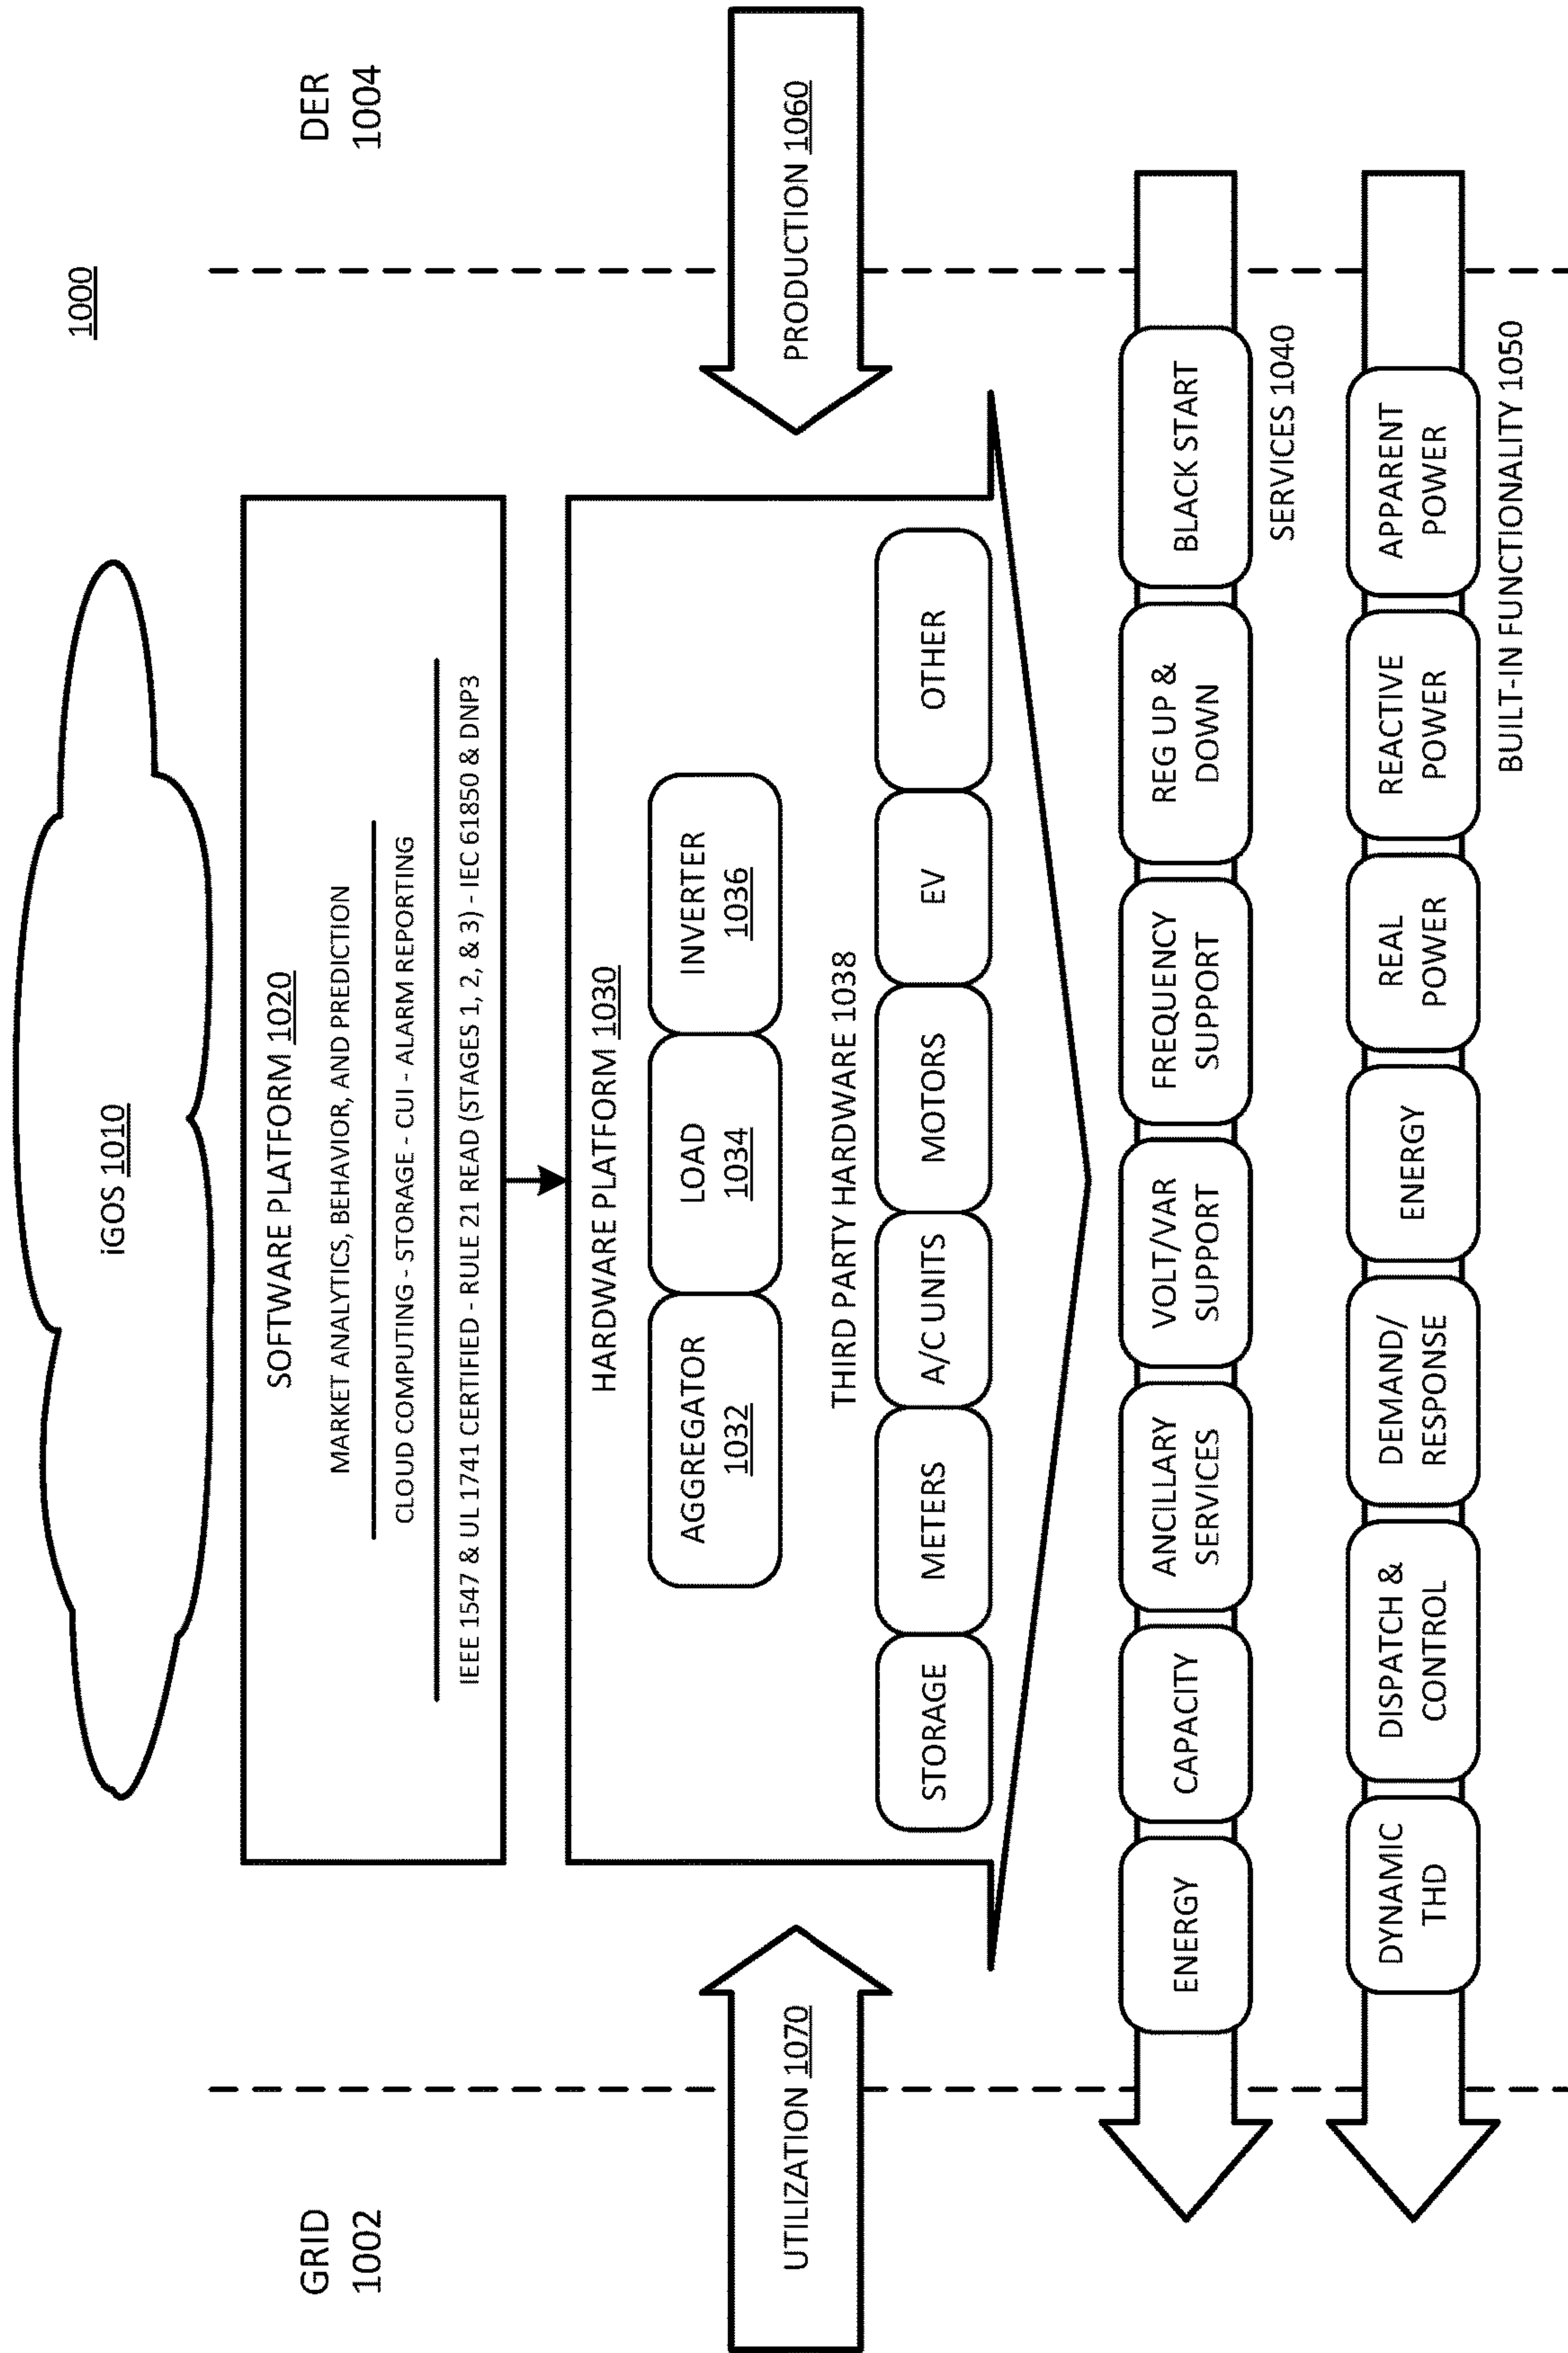 1000
GRID
1002
DER
1004
iGOS 1010
SOFTWARE PLATFORM 1020
MARKET ANALYTICS, BEHAVIOR, AND PREDICTION
CLOUD COMPUTING - STORAGE - CUI - ALARM REPORTING
IEEE 1547 & UL 1741 CERTIFIED - RULE 21 READ (STAGES 1, 2, & 3) - IEC 61850 & DNP3
HARDWARE PLATFORM 1030
AGGREGATOR
1032
LOAD
1034
INVERTER
1036
UTILIZATION 1070
PRODUCTION 1060
THIRD PARTY HARDWARE 1038
STORAGE
METERS
A/C UNITS
MOTORS
EV
OTHER
ENERGY
CAPACITY
ANCILLARY
SERVICES
VOLT/VAR
SUPPORT
FREQUENCY
SUPPORT
REG UP &
DOWN
BLACK START
SERVICES 1040
DYNAMIC
THD
DISPATCH &
CONTROL
DEMAND/
RESPONSE
ENERGY
REAL
POWER
REACTIVE
POWER
APPARENT
POWER
BUILT-IN FUNCTIONALITY 1050